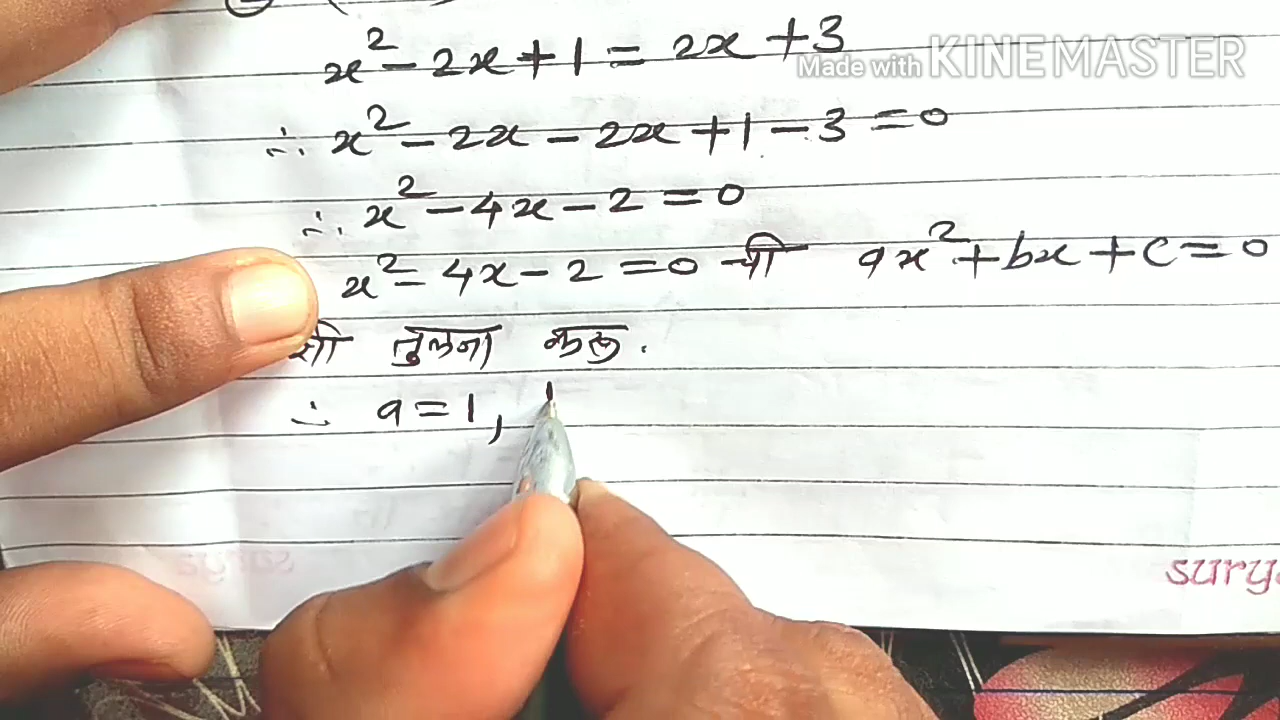 x² - 2x + 1 = 2x + 3
Made with KINEMASTER
∴ x² - 2x - 2x + 1 - 3 = 0
∴ x² - 4x - 2 = 0
x² - 4x - 2 = 0 ची ax² + bx + c = 0
शी तुलना करू.
∴ a = 1,
surya